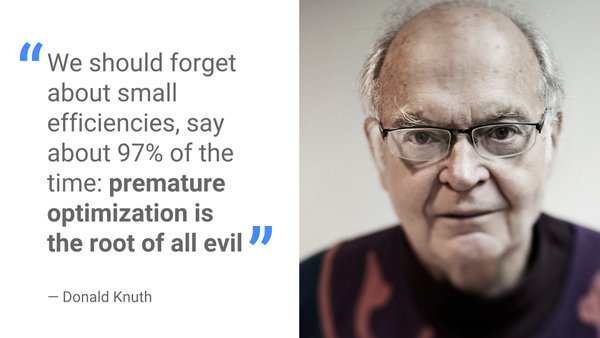 “ We should forget
about small
efficiencies, say
about 97% of the
time: premature
optimization is
the root of all evil ”
— Donald Knuth